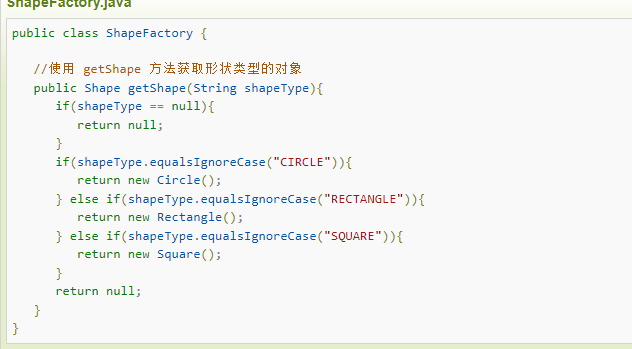 ShapeFactory.java
public class ShapeFactory {
//使用 getShape 方法获取形状类型的对象
public Shape getShape(String shapeType){
if(shapeType == null){
return null;
}
if(shapeType.equalsIgnoreCase("CIRCLE")){
return new Circle();
} else if(shapeType.equalsIgnoreCase("RECTANGLE")){
return new Rectangle();
} else if(shapeType.equalsIgnoreCase("SQUARE")){
return new Square();
}
return null;
}
}